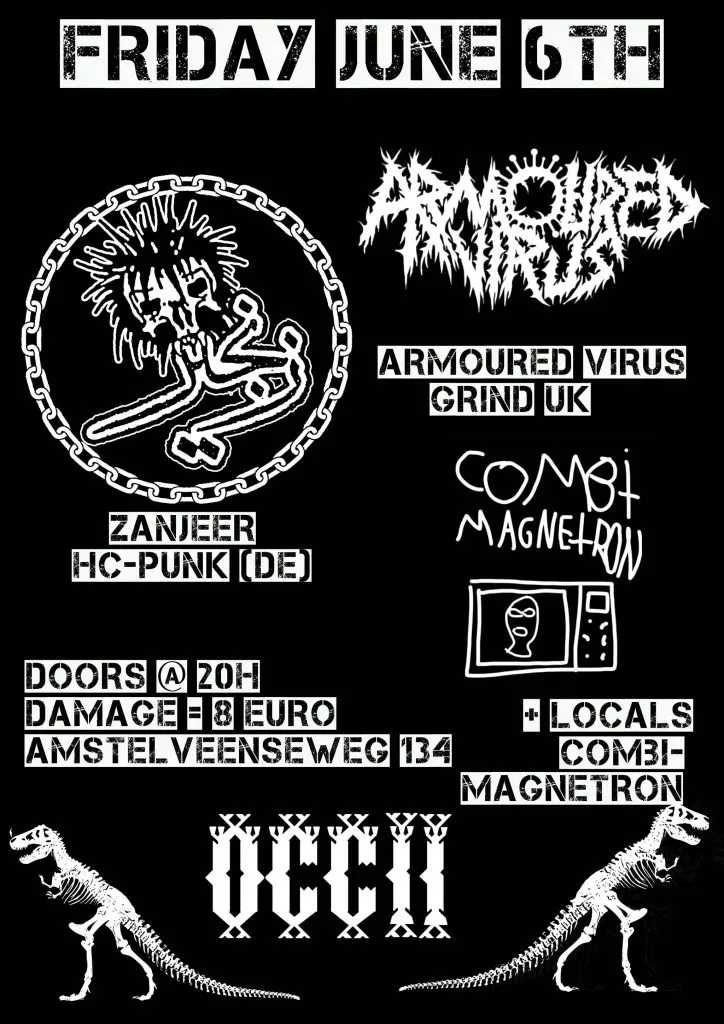 FRIDAY JUNE 6TH
ARMOURED
VIRUS
زنجیر
ARMOURED VIRUS
GRIND UK
COMBi
MAGNETRON
ZANJEER
HC-PUNK (DE)
DOORS @ 20H
DAMAGE = 8 EURO
AMSTELVEENSEWEG 134
+ LOCALS
COMBI-
MAGNETRON
OCCII